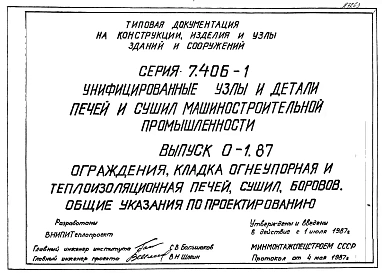 ТИПОВАЯ ДОКУМЕНТАЦИЯ
НА КОНСТРУКЦИИ, ИЗДЕЛИЯ И УЗЛЫ
ЗДАНИЙ И СООРУЖЕНИЙ
СЕРИЯ 7.406-1
УНИФИЦИРОВАННЫЕ УЗЛЫ И ДЕТАЛИ
ПЕЧЕЙ И СУШИЛ МАШИНОСТРОИТЕЛЬНОЙ
ПРОМЫШЛЕННОСТИ
ВЫПУСК 0-1.87
ОГРАЖДЕНИЯ, КЛАДКА ОГНЕУПОРНАЯ И
ТЕПЛОИЗОЛЯЦИОННАЯ ПЕЧЕЙ, СУШИЛ, БОРОВОВ.
ОБЩИЕ УКАЗАНИЯ ПО ПРОЕКТИРОВАНИЮ
Разработаны
ВНИПИТеплопроект
Главный инженер института С.В. Большаков
Главный инженер проекта В.Н. Шякин
Утверждены и введены
в действие с 1 июля 1987г.
МИНМОНТАЖСПЕЦСТРОЕМ СССР
Протокол от 4 мая 1987г.